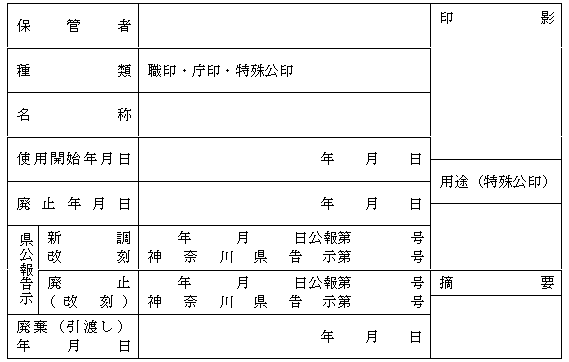 保管者
印影
種類
職印・庁印・特殊公印
名称
使用開始年月日
年月日
用途（特殊公印）
廃止年月日
年月日
県公報告示
新調
改刻
年月日公報第号
神奈川県告示第号
廃止
（改刻）
年月日公報第号
神奈川県告示第号
摘要
廃棄（引渡し）
年月日
年月日